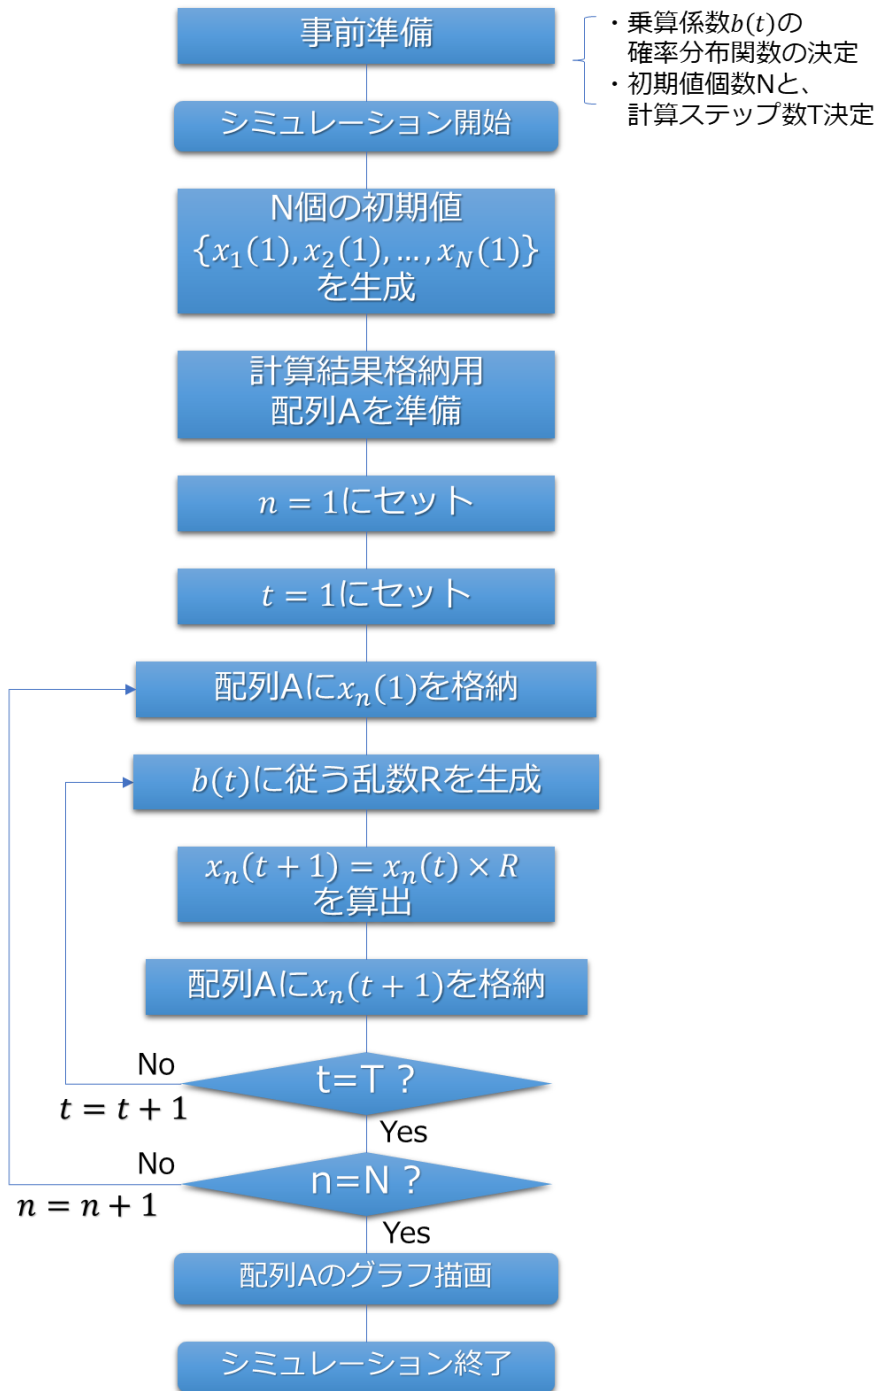 事前準備
・乗算係数b(t)の
確率分布関数の決定
・初期値個数Nと、
計算ステップ数T決定
シミュレーション開始
N個の初期値
{x₁(1), x₂(1), …, x_N(1)}
を生成
計算結果格納用
配列Aを準備
n = 1にセット
t = 1にセット
配列Aにx_n(1)を格納
b(t)に従う乱数Rを生成
x_n(t + 1) = x_n(t) × R
を算出
配列Aにx_n(t + 1)を格納
t=T ?
No
t = t + 1
Yes
n=N ?
No
n = n + 1
Yes
配列Aのグラフ描画
シミュレーション終了